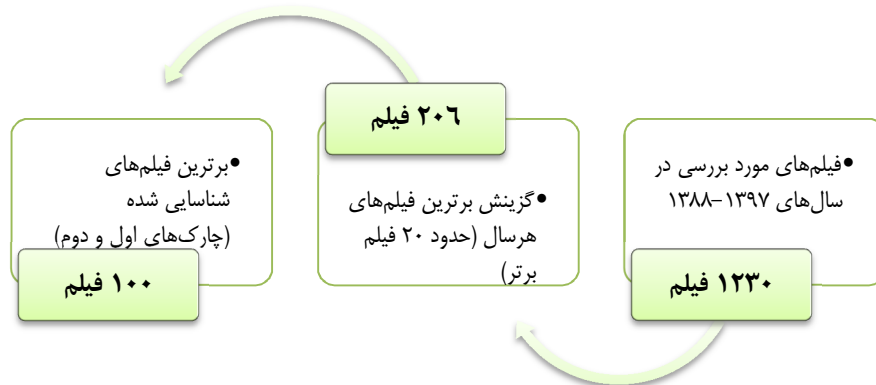 •فیلم‌های مورد بررسی در
سال‌های ۱۳۹۷–۱۳۸۸
۱۲۳۰ فیلم
۲۰۶ فیلم
•گزینش برترین فیلم‌های
هرسال (حدود ۲۰ فیلم
برتر)
•برترین فیلم‌های
شناسایی شده
(چارک‌های اول و دوم)
۱۰۰ فیلم